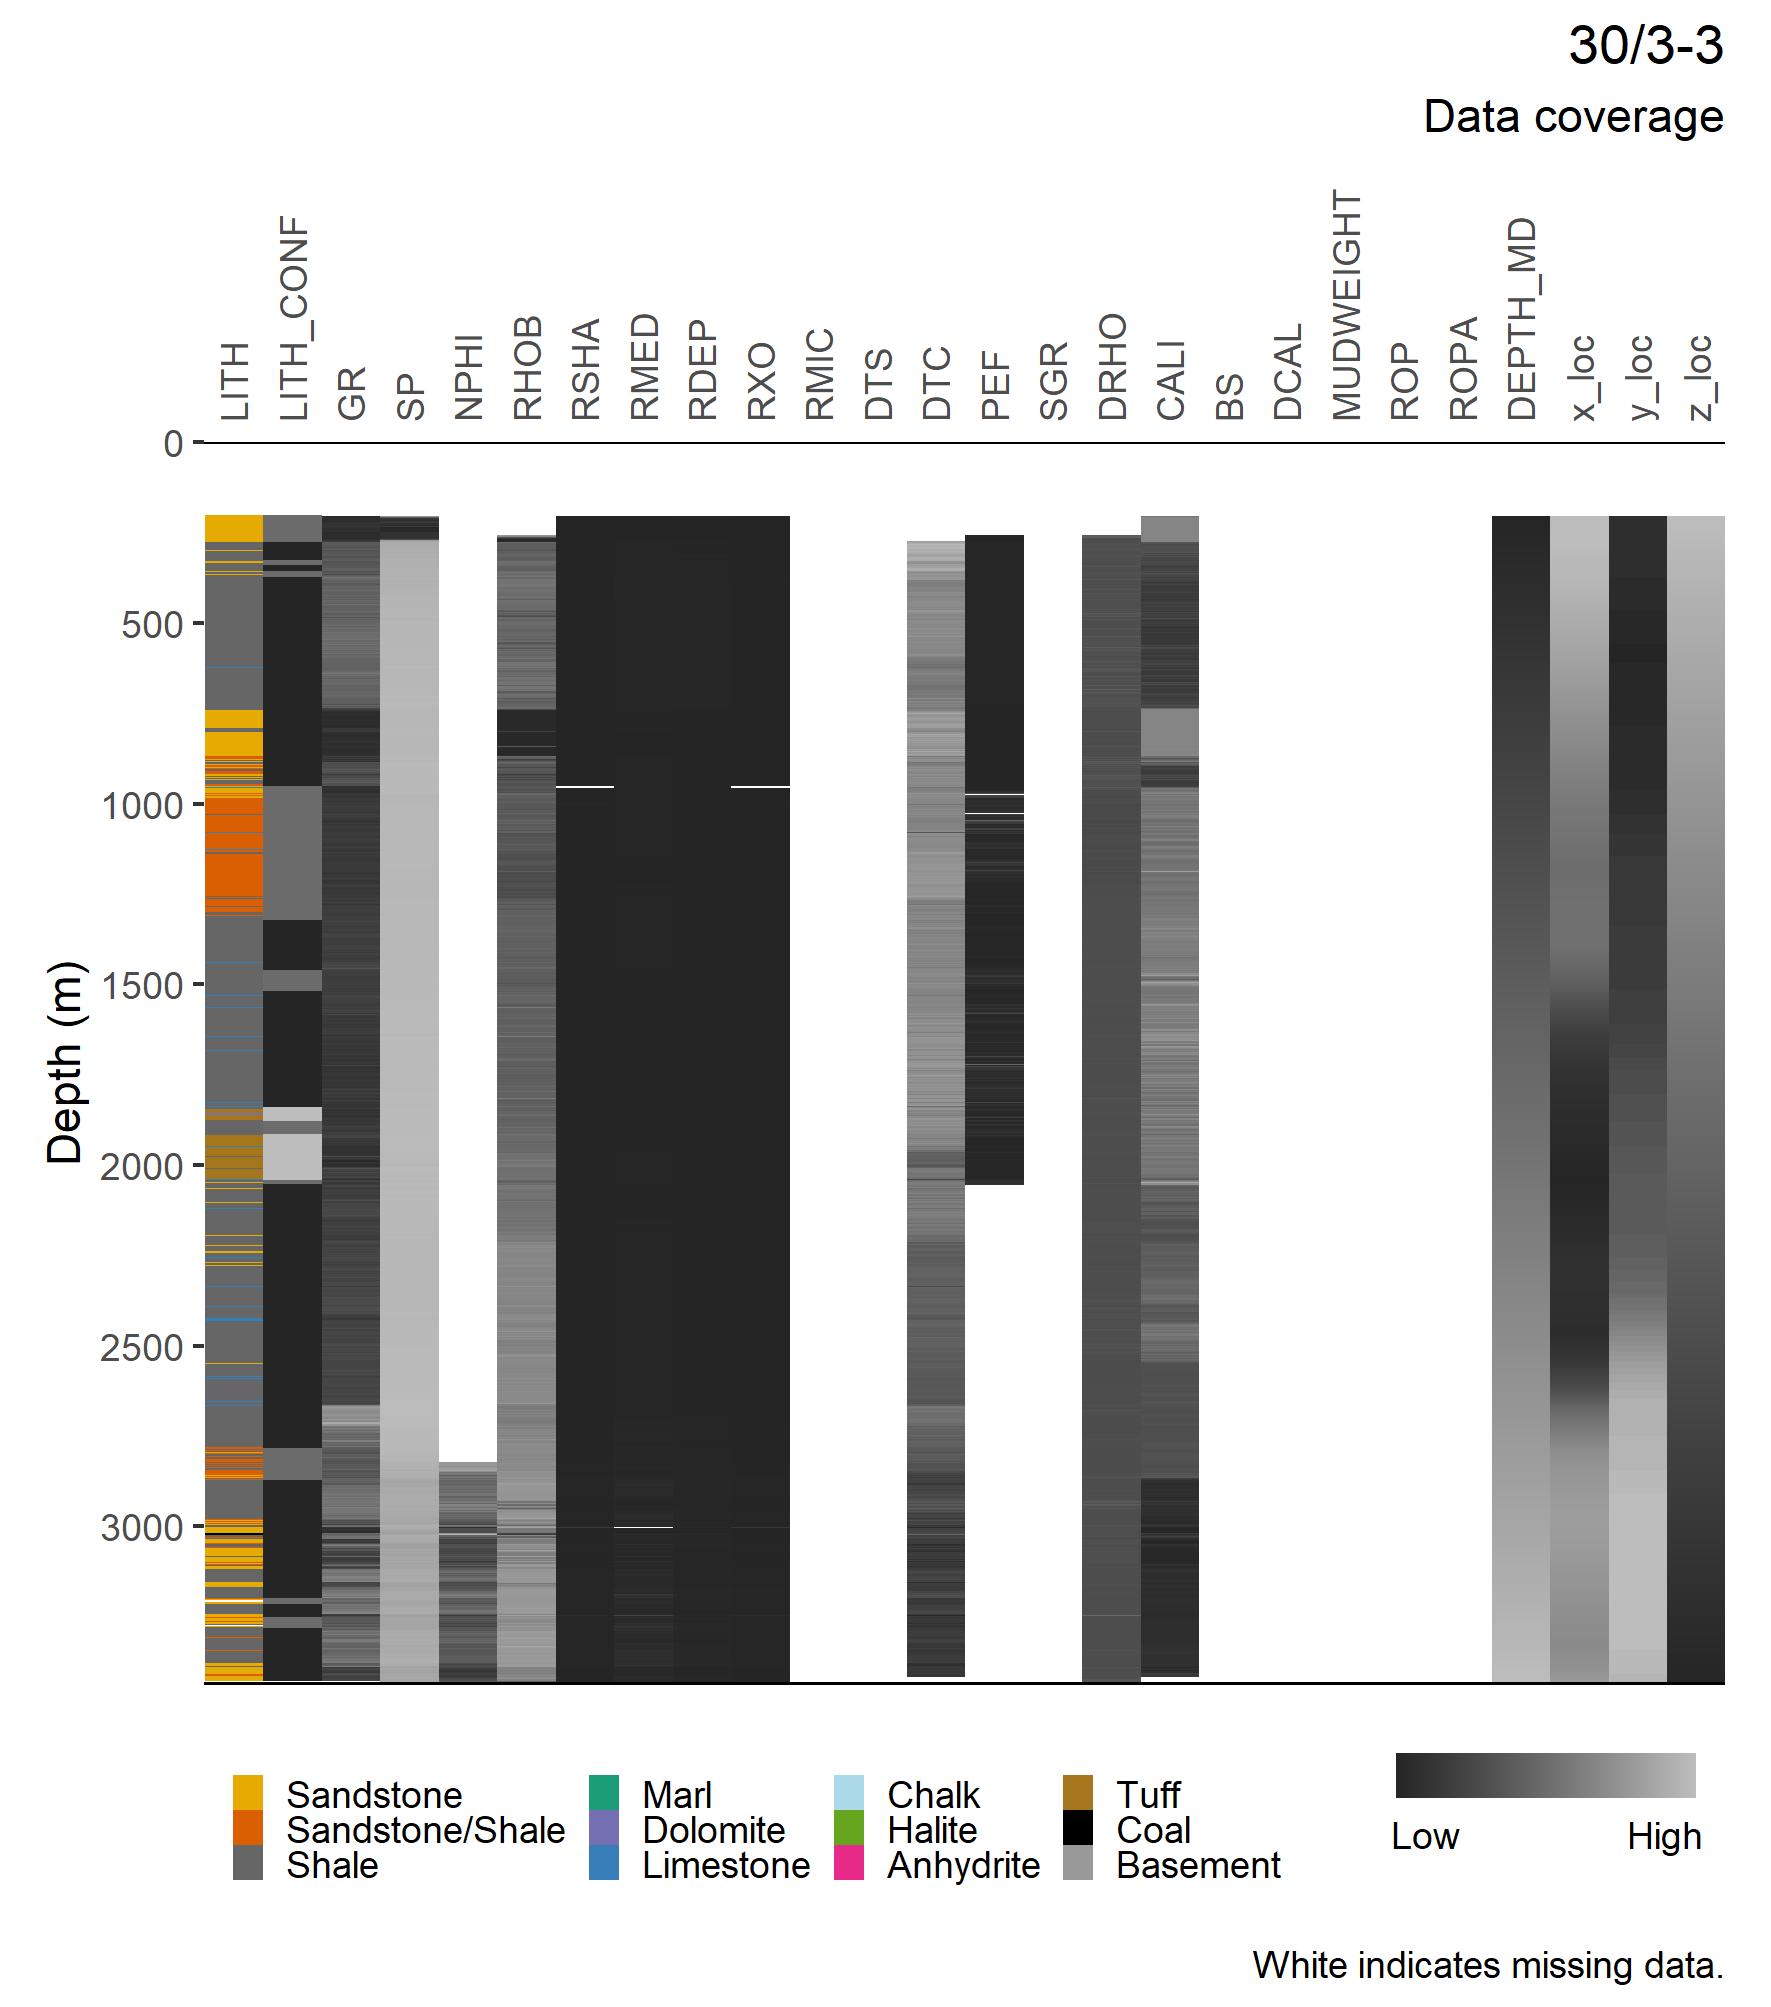 30/3-3
Data coverage
LITH
LITH_CONF
GR
SP
NPHI
RHOB
RSHA
RMED
RDEP
RXO
RMIC
DTS
DTC
PEF
SGR
DRHO
CALI
BS
DCAL
MUDWEIGHT
ROP
ROPA
DEPTH_MD
x_loc
y_loc
z_loc
0
500
1000
1500
2000
2500
3000
Depth (m)
Sandstone
Sandstone/Shale
Shale
Marl
Dolomite
Limestone
Chalk
Halite
Anhydrite
Tuff
Coal
Basement
Low High
White indicates missing data.